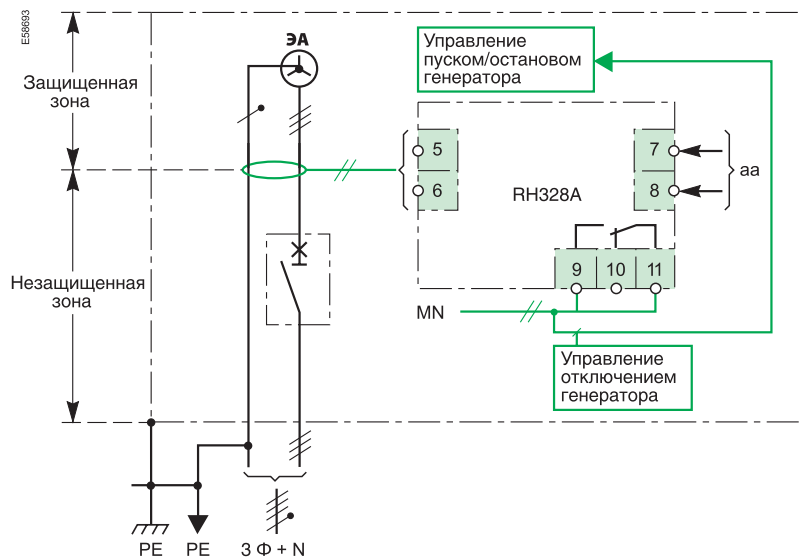 E58693
ЭА
Управление
пуском/остановом
генератора
Защищенная
зона
5
6
7
8
аа
RH328A
Незащищенная
зона
9 10 11
MN
Управление
отключением
генератора
PE PE 3 Ф + N